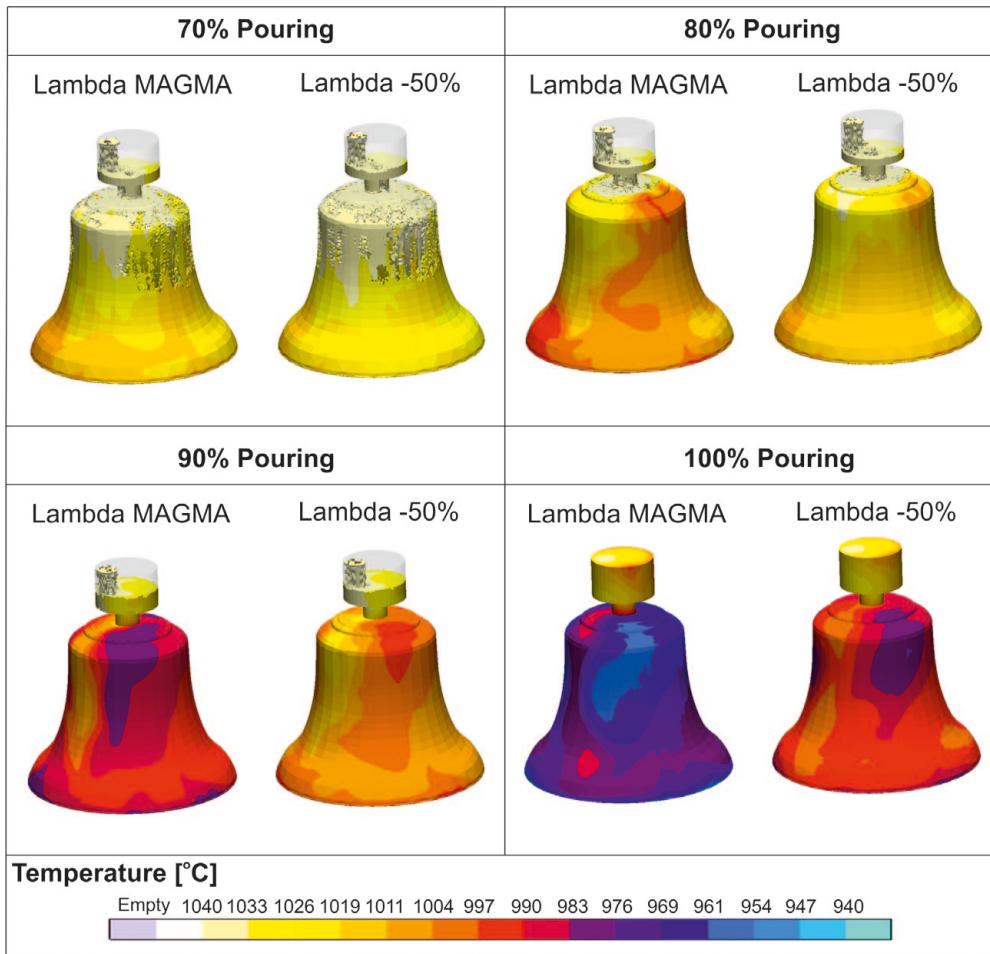 70% Pouring
80% Pouring
Lambda MAGMA
Lambda -50%
Lambda MAGMA
Lambda -50%
90% Pouring
100% Pouring
Lambda MAGMA
Lambda -50%
Lambda MAGMA
Lambda -50%
Temperature [°C]
Empty 1040 1033 1026 1019 1011 1004 997 990 983 976 969 961 954 947 940